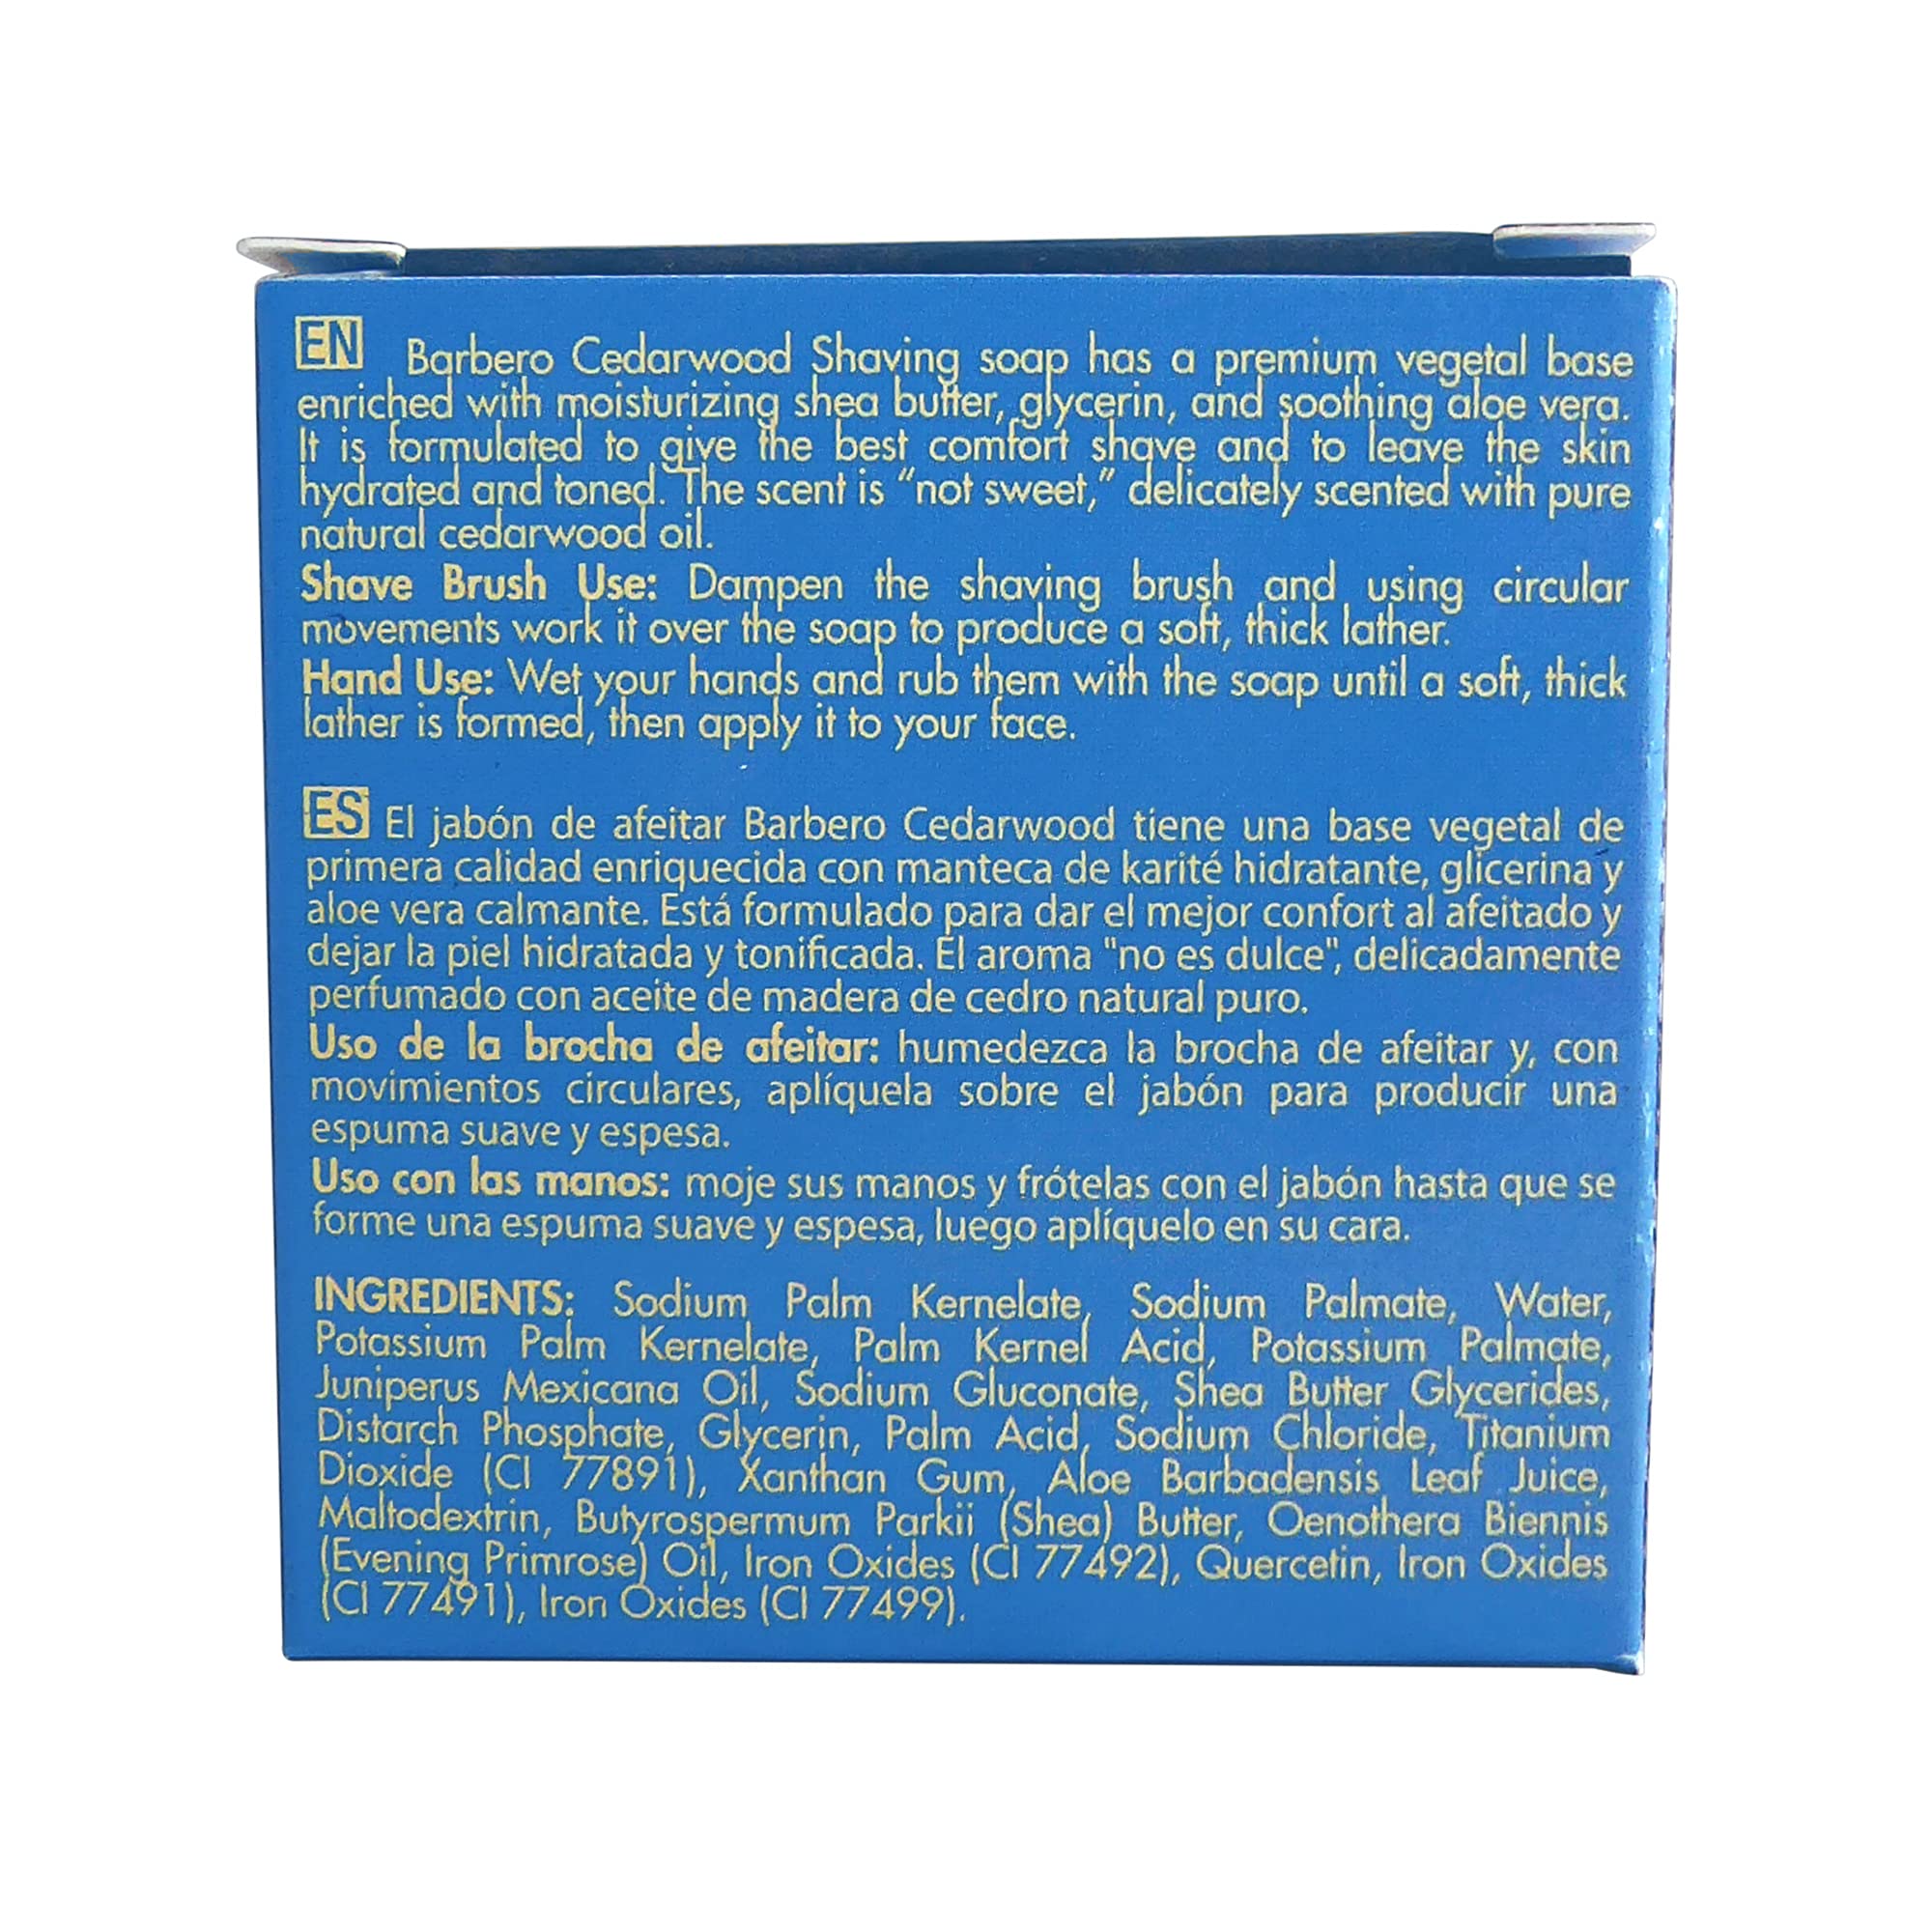 EN Barbero Cedarwood Shaving soap has a premium vegetal base
enriched with moisturizing shea butter, glycerin, and soothing aloe vera.
It is formulated to give the best comfort shave and to leave the skin
hydrated and toned. The scent is “not sweet,” delicately scented with pure
natural cedarwood oil.
Shave Brush Use: Dampen the shaving brush and using circular
movements work it over the soap to produce a soft, thick lather.
Hand Use: Wet your hands and rub them with the soap until a soft, thick
lather is formed, then apply it to your face.
ES El jabón de afeitar Barbero Cedarwood tiene una base vegetal de
primera calidad enriquecida con manteca de karité hidratante, glicerina y
aloe vera calmante. Está formulado para dar el mejor confort al afeitado y
dejar la piel hidratada y tonificada. El aroma "no es dulce", delicadamente
perfumado con aceite de madera de cedro natural puro.
Uso de la brocha de afeitar: humedezca la brocha de afeitar y, con
movimientos circulares, aplíquela sobre el jabón para producir una
espuma suave y espesa.
Uso con las manos: moje sus manos y frótelas con el jabón hasta que se
forme una espuma suave y espesa, luego aplíquelo en su cara.
INGREDIENTS: Sodium Palm Kernelate, Sodium Palmate, Water,
Potassium Palm Kernelate, Palm Kernel Acid, Potassium Palmate,
Juniperus Mexicana Oil, Sodium Gluconate, Shea Butter Glycerides,
Distarch Phosphate, Glycerin, Palm Acid, Sodium Chloride, Titanium
Dioxide (CI 77891), Xanthan Gum, Aloe Barbadensis Leaf Juice,
Maltodextrin, Butyrospermum Parkii (Shea) Butter, Oenothera Biennis
(Evening Primrose) Oil, Iron Oxides (CI 77492), Quercetin, Iron Oxides
(CI 77491), Iron Oxides (CI 77499).